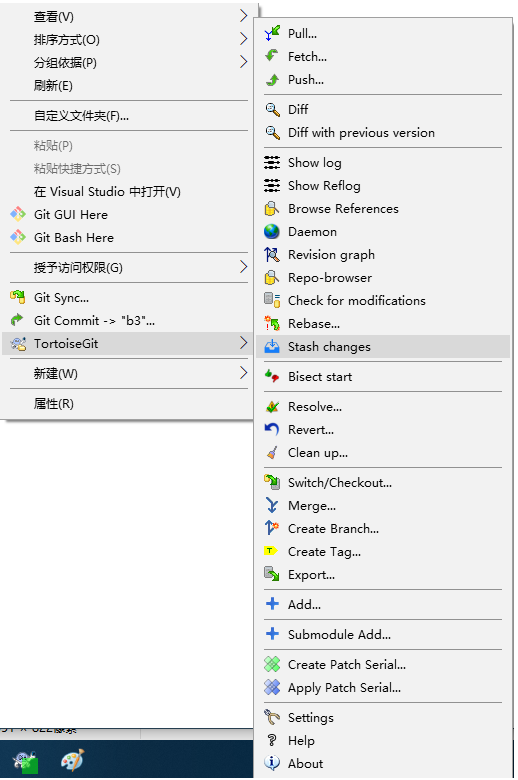 查看(V)
排序方式(O)
分组依据(P)
刷新(E)
自定义文件夹(F)...
粘贴(P)
粘贴快捷方式(S)
在 Visual Studio 中打开(V)
Git GUI Here
Git Bash Here
授予访问权限(G)
Git Sync...
Git Commit -> "b3"...
TortoiseGit
新建(W)
属性(R)
Pull...
Fetch...
Push...
Diff
Diff with previous version
Show log
Show Reflog
Browse References
Daemon
Revision graph
Repo-browser
Check for modifications
Rebase...
Stash changes
Bisect start
Resolve...
Revert...
Clean up...
Switch/Checkout...
Merge...
Create Branch...
Create Tag...
Export...
Add...
Submodule Add...
Create Patch Serial...
Apply Patch Serial...
Settings
Help
About